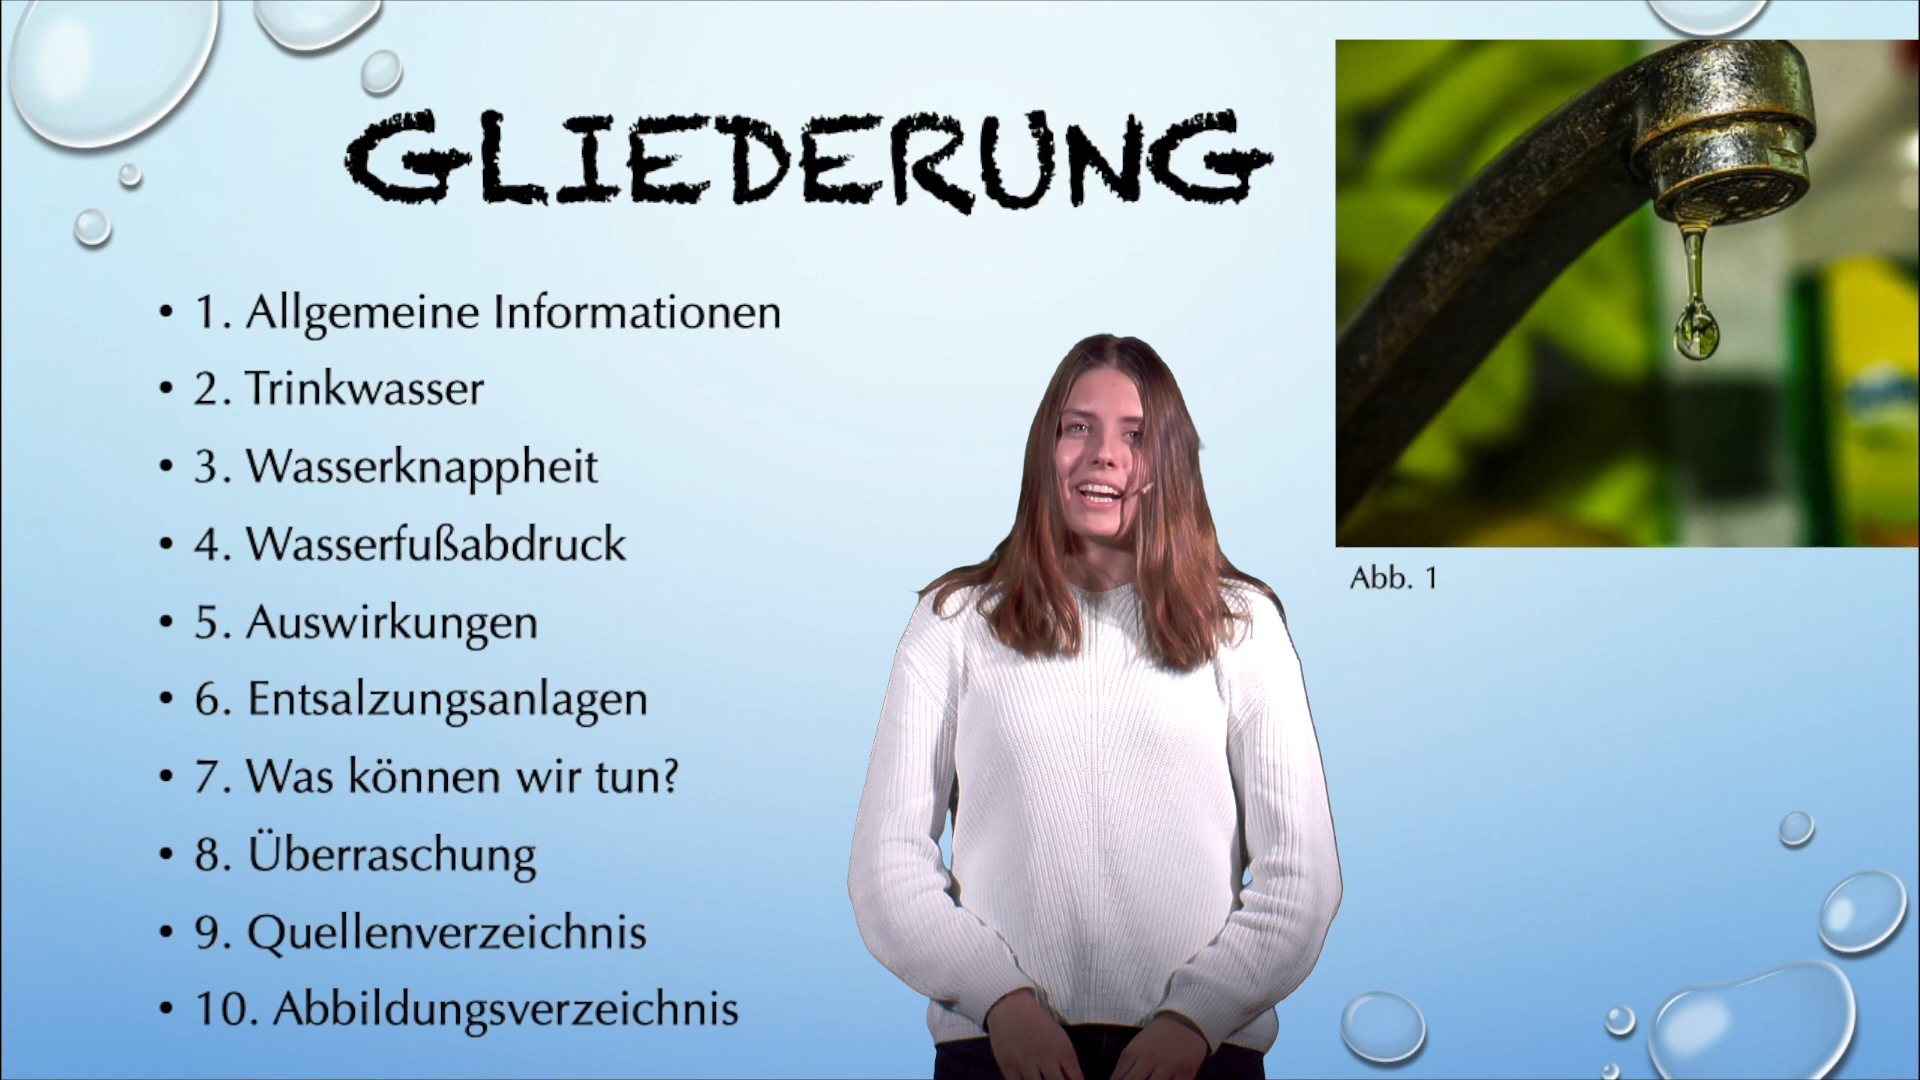 GLIEDERUNG
• 1. Allgemeine Informationen
• 2. Trinkwasser
• 3. Wasserknappheit
• 4. Wasserfußabdruck
• 5. Auswirkungen
• 6. Entsalzungsanlagen
• 7. Was können wir tun?
• 8. Überraschung
• 9. Quellenverzeichnis
• 10. Abbildungsverzeichnis
Abb. 1